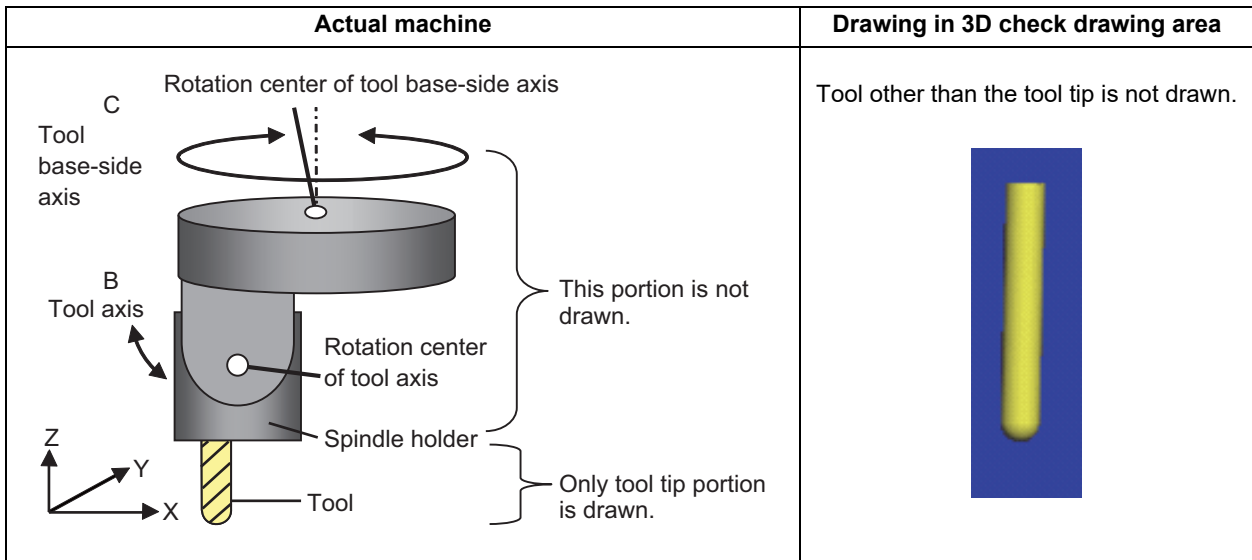 Actual machine
Drawing in 3D check drawing area
Rotation center of tool base-side axis
C
Tool
base-side
axis
B
Tool axis
This portion is not
drawn.
Rotation center
of tool axis
Spindle holder
Z
Y
X
Tool
Only tool tip portion
is drawn.
Tool other than the tool tip is not drawn.